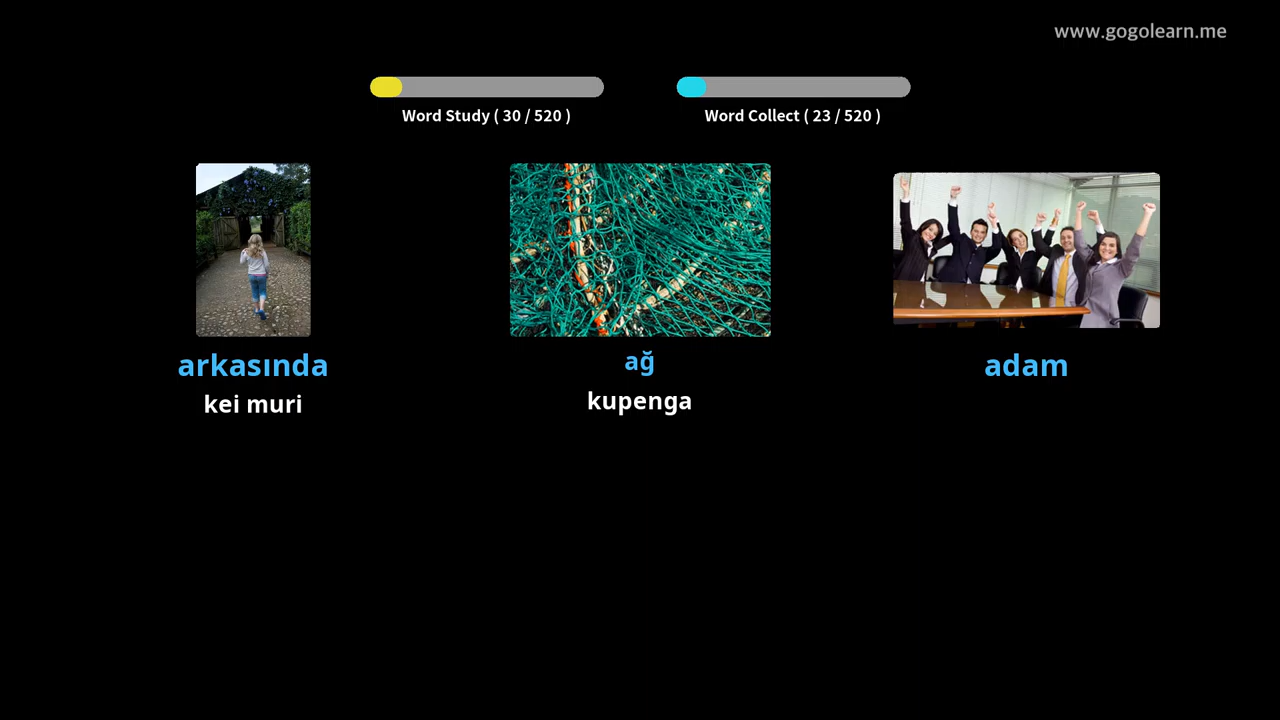 www.gogolearn.me
Word Study ( 30 / 520 )
Word Collect ( 23 / 520 )
arkasında
kei muri
ağ
kupenga
adam